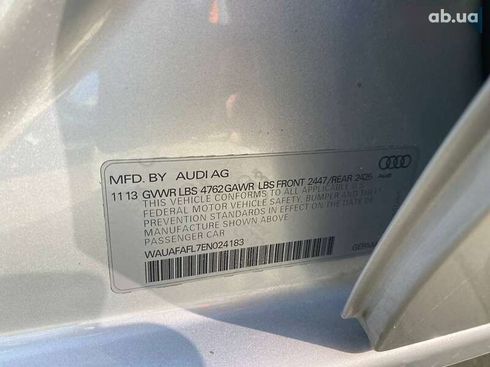 ab.ua
MFD. BY AUDI AG
11 13 GVWR LBS 4762 GAWR LBS FRONT 2447/REAR 2425
THIS VEHICLE CONFORMS TO ALL APPLICABLE U.S.
FEDERAL MOTOR VEHICLE SAFETY, BUMPER, AND THEFT
PREVENTION STANDARDS IN EFFECT ON THE DATE OF
MANUFACTURE SHOWN ABOVE.
PASSENGER CAR
WAUAFAFL7EN024183
Audi